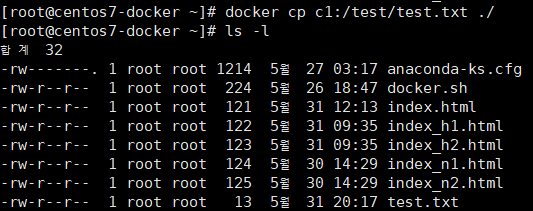 [root@centos7-docker ~]# docker cp c1:/test/test.txt ./
[root@centos7-docker ~]# ls -l
합계 32
-rw-------. 1 root root 1214 5월 27 03:17 anaconda-ks.cfg
-rw-r--r-- 1 root root 224 5월 26 18:47 docker.sh
-rw-r--r-- 1 root root 121 5월 31 12:13 index.html
-rw-r--r-- 1 root root 122 5월 31 09:35 index_h1.html
-rw-r--r-- 1 root root 123 5월 31 09:35 index_h2.html
-rw-r--r-- 1 root root 124 5월 30 14:29 index_n1.html
-rw-r--r-- 1 root root 125 5월 30 14:29 index_n2.html
-rw-r--r-- 1 root root 13 5월 31 20:17 test.txt